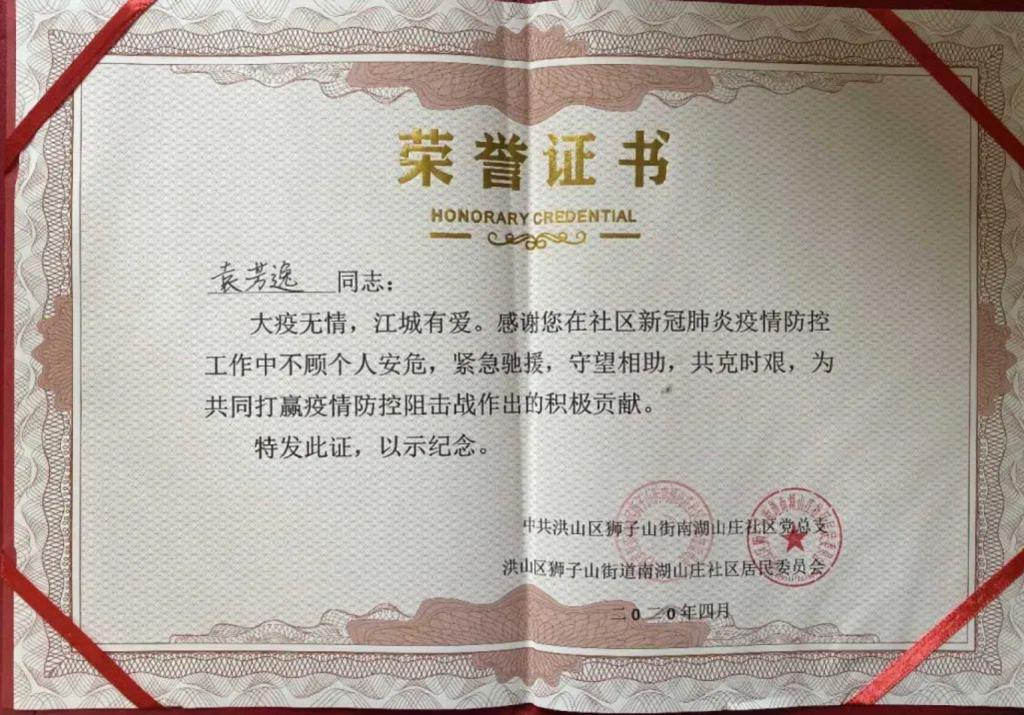 荣誉证书
HONORARY CREDENTIAL
袁芳逸 同志：
大疫无情，江城有爱。感谢您在社区新冠肺炎疫情防控
工作中不顾个人安危，紧急驰援，守望相助，共克时艰，为
共同打赢疫情防控阻击战作出的积极贡献。
特发此证，以示纪念。
中共洪山区狮子山街南湖山庄社区党总支
洪山区狮子山街道南湖山庄社区居民委员会
二0二0年四月